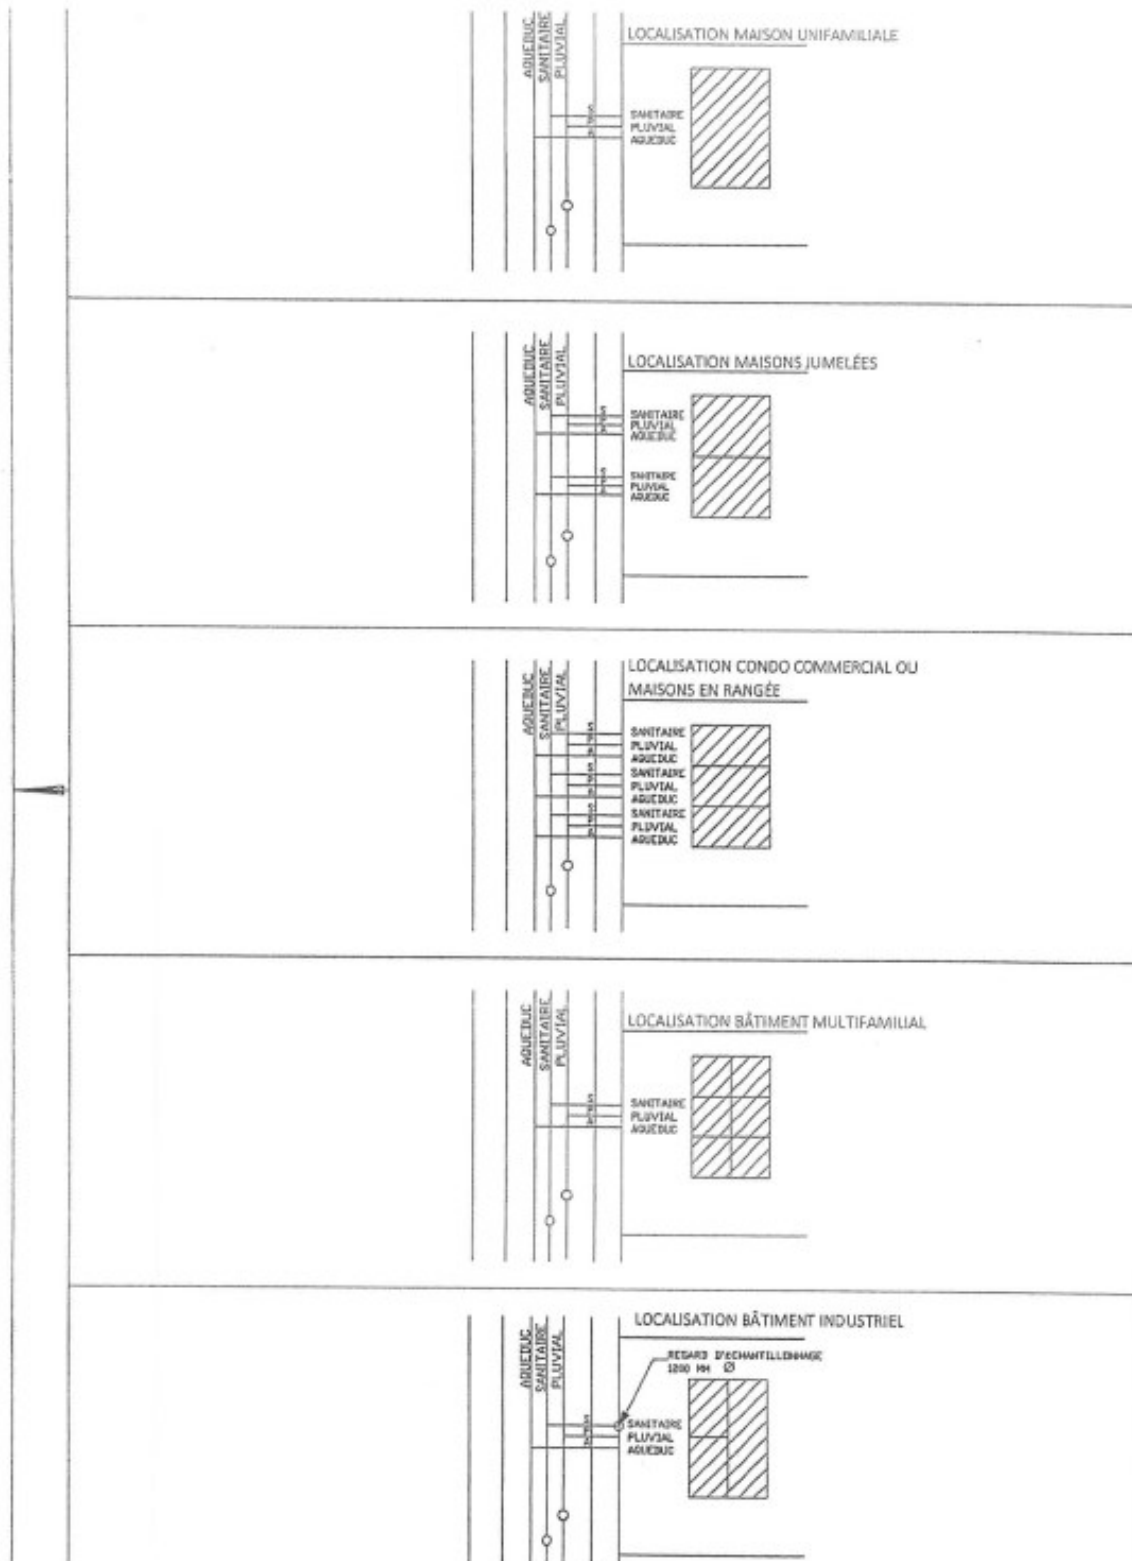 AQUEDUC
SANITAIRE
PLUVIAL
LOCALISATION MAISON UNIFAMILIALE
SANITAIRE
PLUVIAL
AQUEDUC
AQUEDUC
SANITAIRE
PLUVIAL
LOCALISATION MAISONS JUMELÉES
SANITAIRE
PLUVIAL
AQUEDUC
SANITAIRE
PLUVIAL
AQUEDUC
AQUEDUC
SANITAIRE
PLUVIAL
LOCALISATION CONDO COMMERCIAL OU
MAISONS EN RANGÉE
SANITAIRE
PLUVIAL
AQUEDUC
SANITAIRE
PLUVIAL
AQUEDUC
SANITAIRE
PLUVIAL
AQUEDUC
AQUEDUC
SANITAIRE
PLUVIAL
LOCALISATION BÂTIMENT MULTIFAMILIAL
SANITAIRE
PLUVIAL
AQUEDUC
AQUEDUC
SANITAIRE
PLUVIAL
LOCALISATION BÂTIMENT INDUSTRIEL
REGARD D'ÉCHANTILLONNAGE
1200 MM Ø
SANITAIRE
PLUVIAL
AQUEDUC